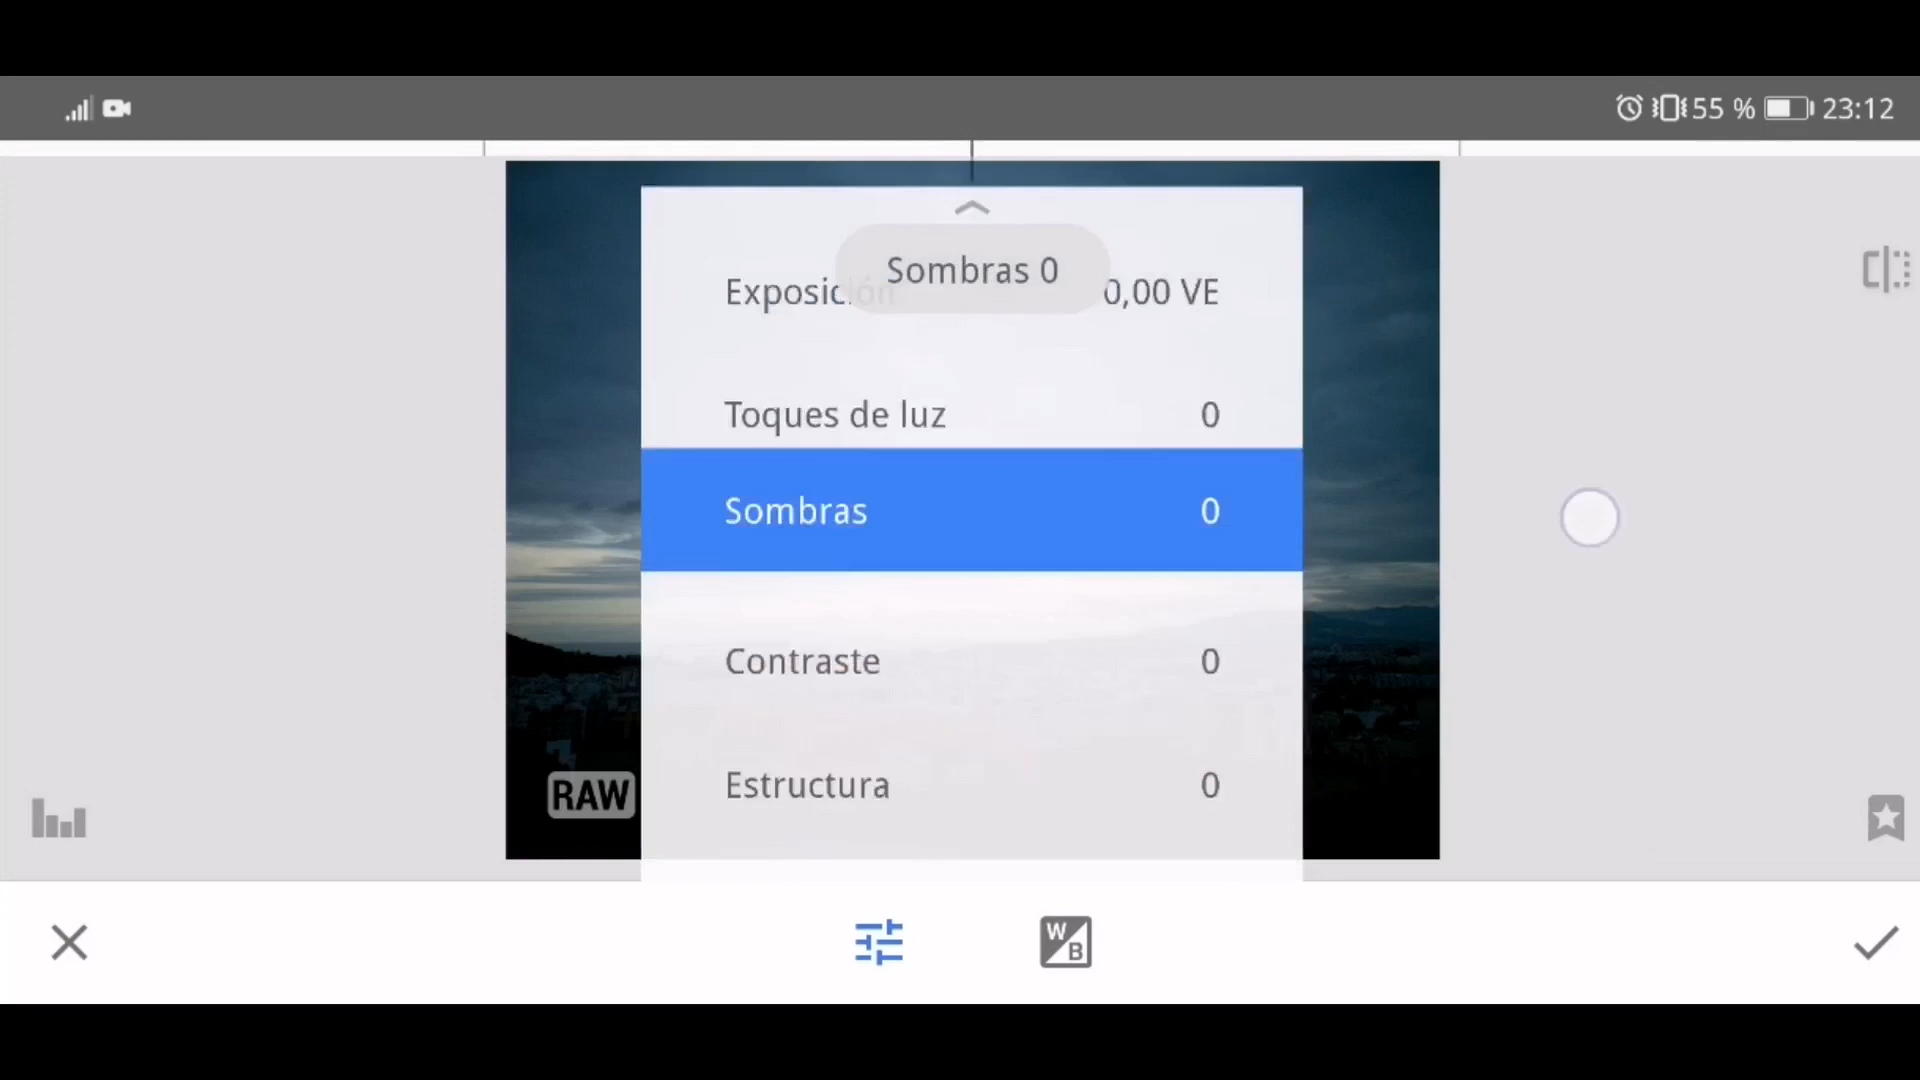 55 % 23:12
Sombras 0
Exposición 0,00 VE
Toques de luz 0
Sombras 0
Contraste 0
Estructura 0
RAW
W
B